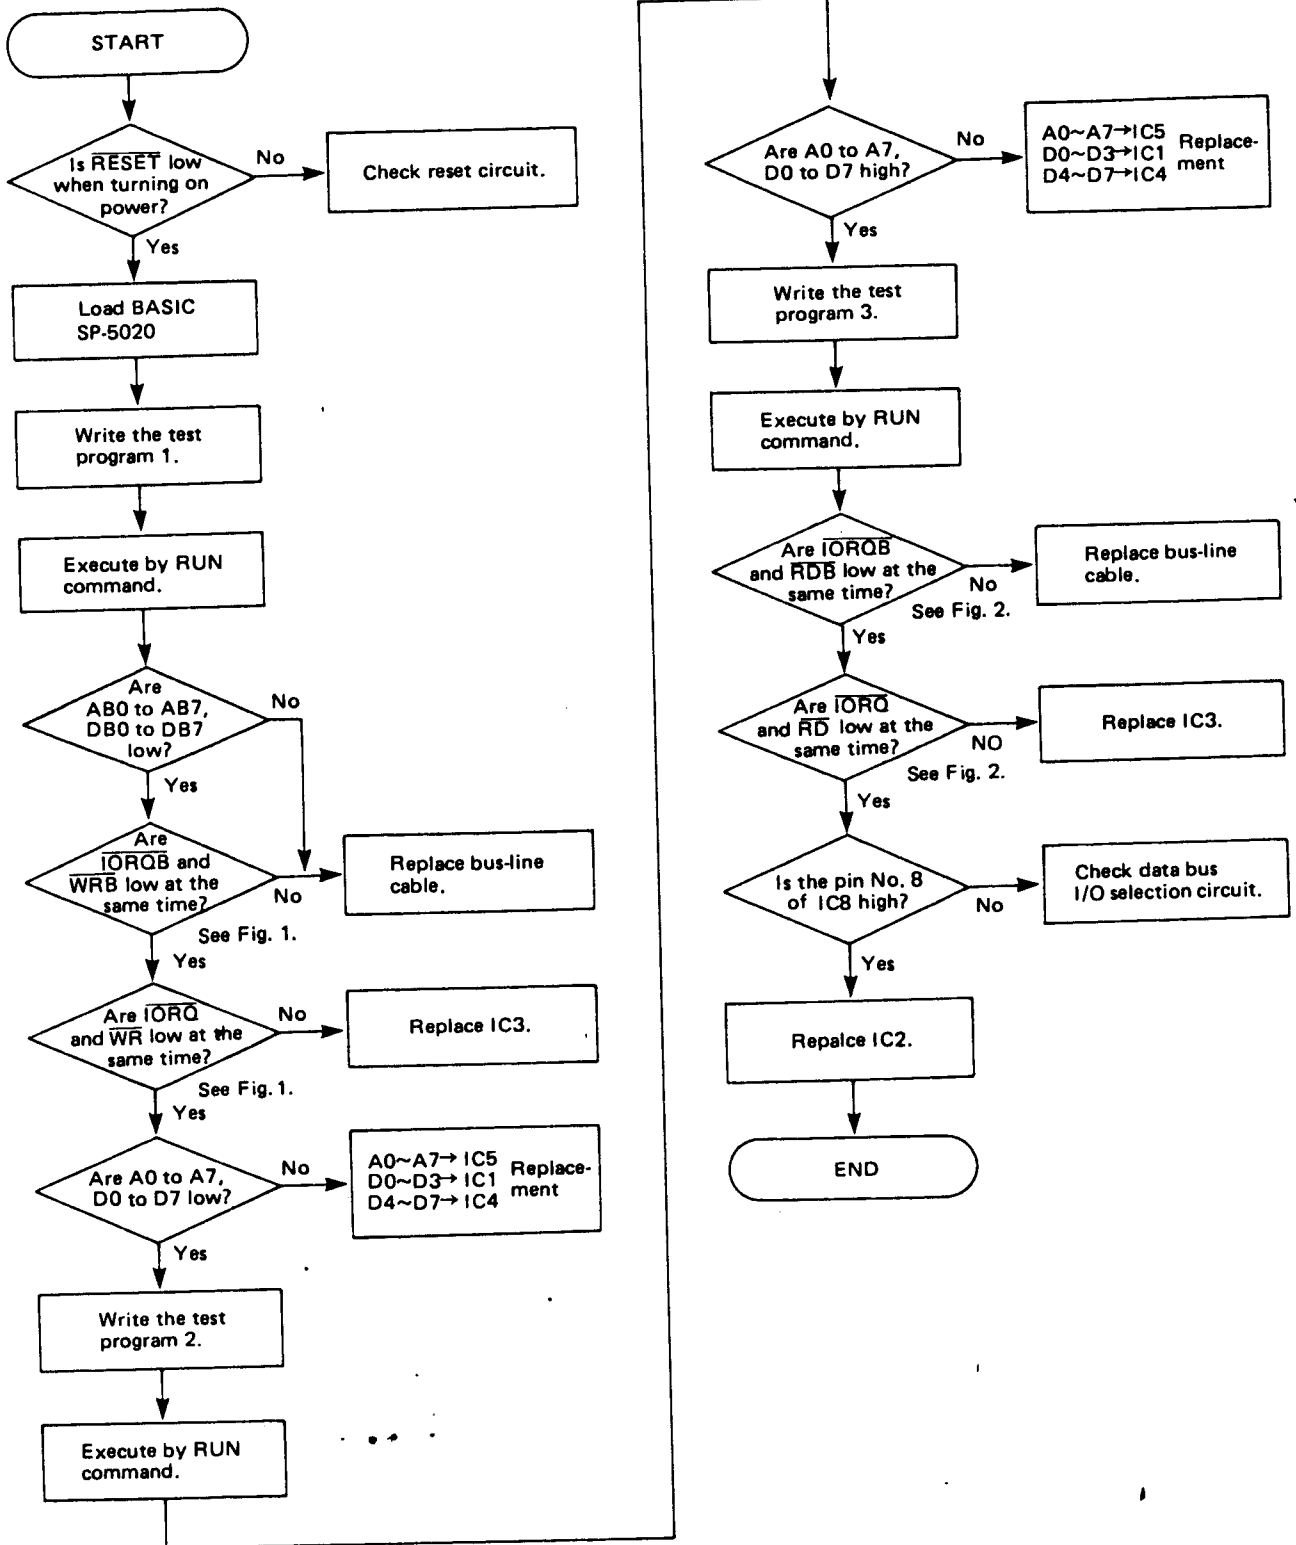 START
Is RESET low
when turning on
power?
No
Check reset circuit.
Yes
Load BASIC
SP-5020
Write the test
program 1.
Execute by RUN
command.
Are
AB0 to AB7,
DB0 to DB7
low?
No
Yes
Are
IORQB and
WRB low at the
same time?
No
See Fig. 1.
Replace bus-line
cable.
Yes
Are IORQ
and WR low at the
same time?
No
See Fig. 1.
Replace IC3.
Yes
Are A0 to A7,
D0 to D7 low?
No
A0~A7→ IC5
D0~D3→ IC1
D4~D7→ IC4
Replace-
ment
Yes
Write the test
program 2.
Execute by RUN
command.
Are A0 to A7,
D0 to D7 high?
No
A0~A7→IC5
D0~D3→IC1
D4~D7→IC4
Replace-
ment
Yes
Write the test
program 3.
Execute by RUN
command.
Are IORQB
and RDB low at the
same time?
No
See Fig. 2.
Replace bus-line
cable.
Yes
Are IORQ
and RD low at the
same time?
NO
See Fig. 2.
Replace IC3.
Yes
Is the pin No. 8
of IC8 high?
No
Check data bus
I/O selection circuit.
Yes
Repalce IC2.
END